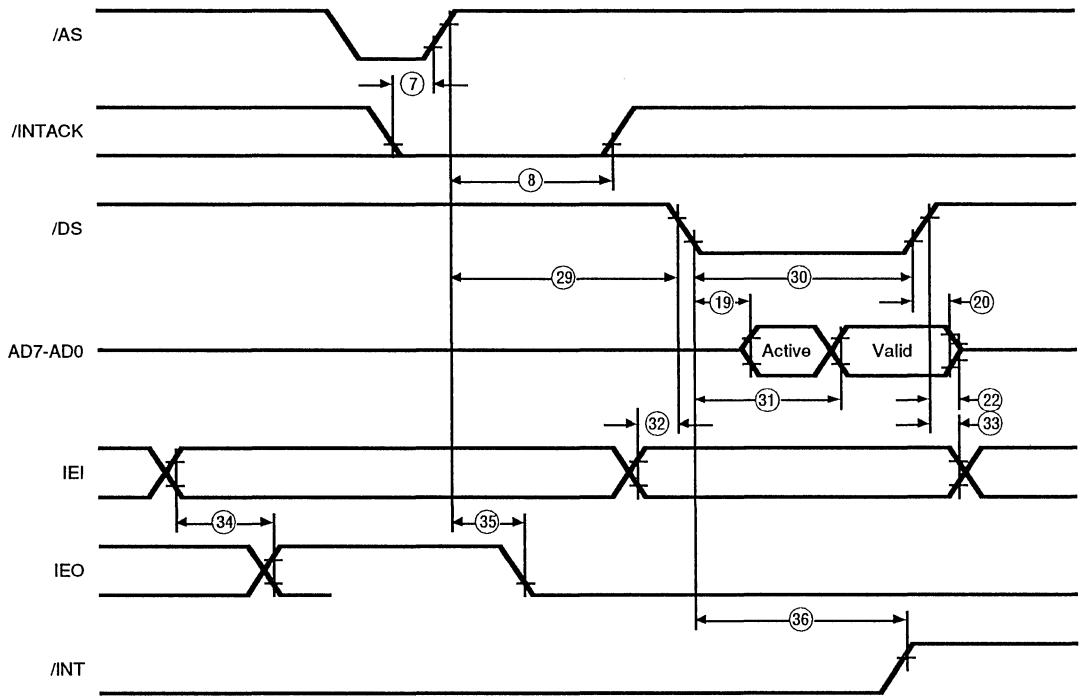 /AS
7
/INTACK
8
/DS
29
30
19
20
AD7-AD0
Active
Valid
31
22
32
33
IEI
34
35
IEO
36
/INT